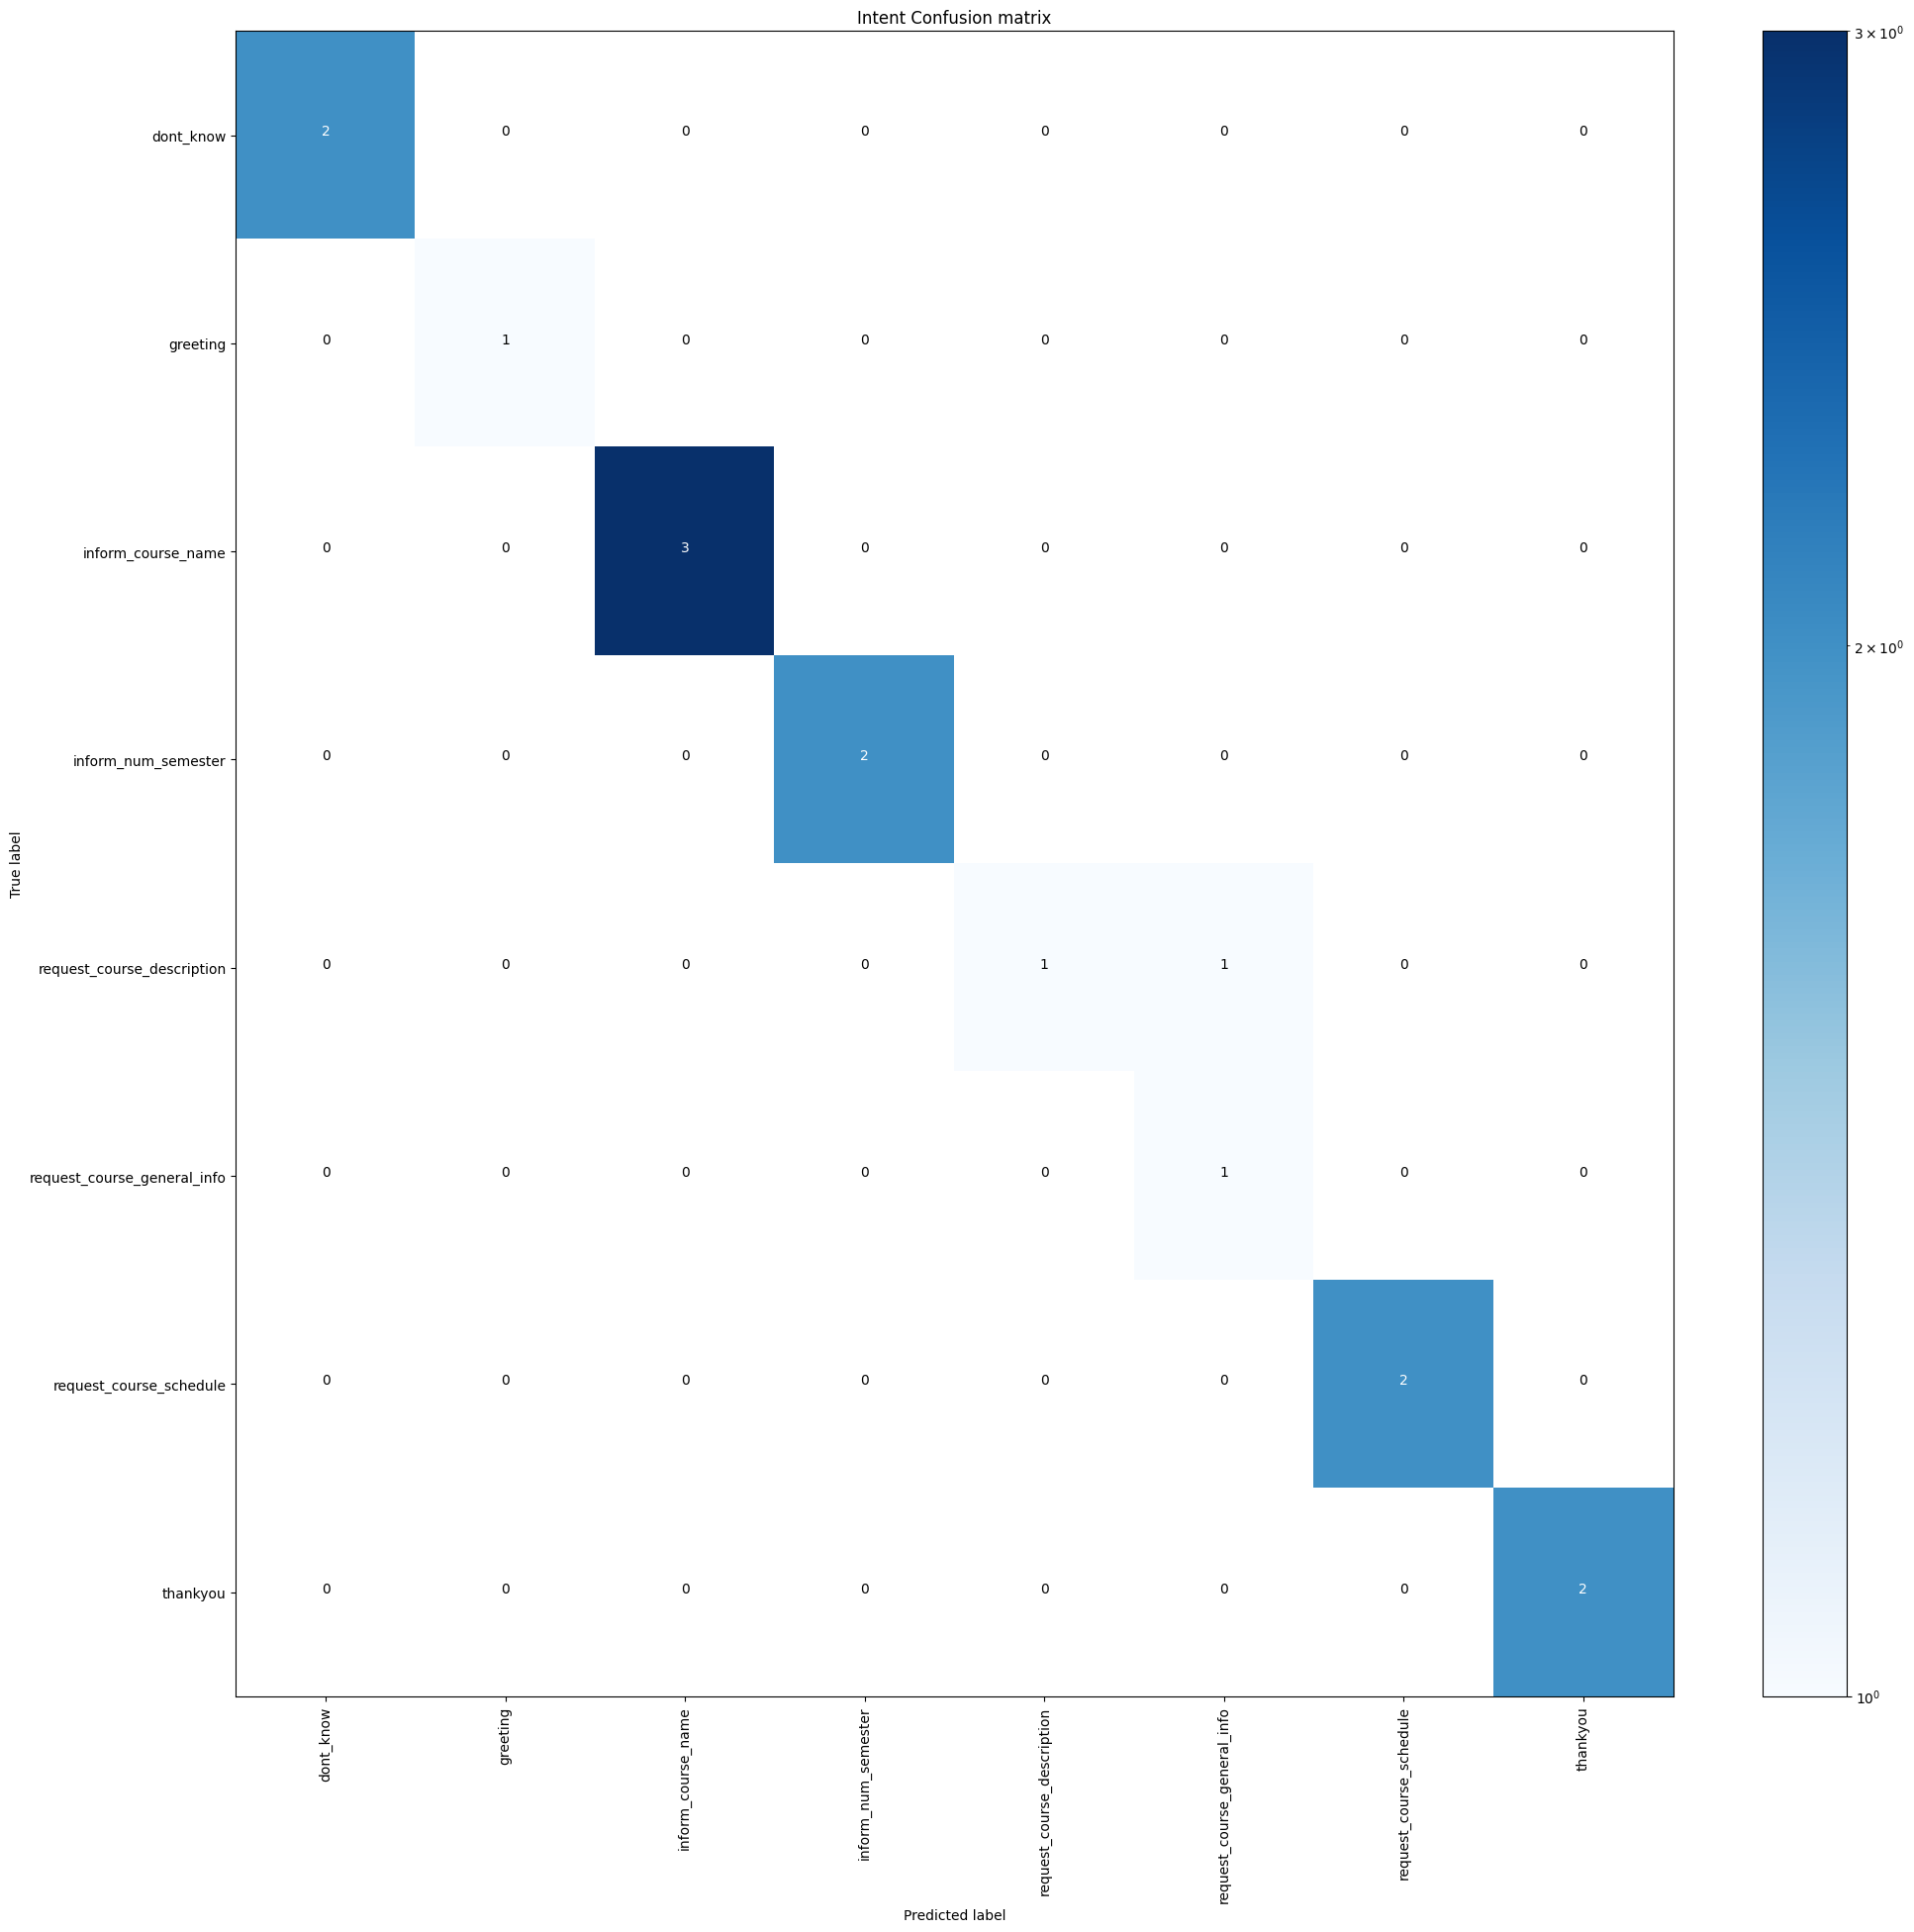 Intent Confusion matrix
dont_know 2 0 0 0 0 0 0 0
greeting 0 1 0 0 0 0 0 0
inform_course_name 0 0 3 0 0 0 0 0
inform_num_semester 0 0 0 2 0 0 0 0
request_course_description 0 0 0 0 1 1 0 0
request_course_general_info 0 0 0 0 0 1 0 0
request_course_schedule 0 0 0 0 0 0 2 0
thankyou 0 0 0 0 0 0 0 2
True label
dont_know
greeting
inform_course_name
inform_num_semester
request_course_description
request_course_general_info
request_course_schedule
thankyou
Predicted label
3 × 10⁰
2 × 10⁰
10⁰